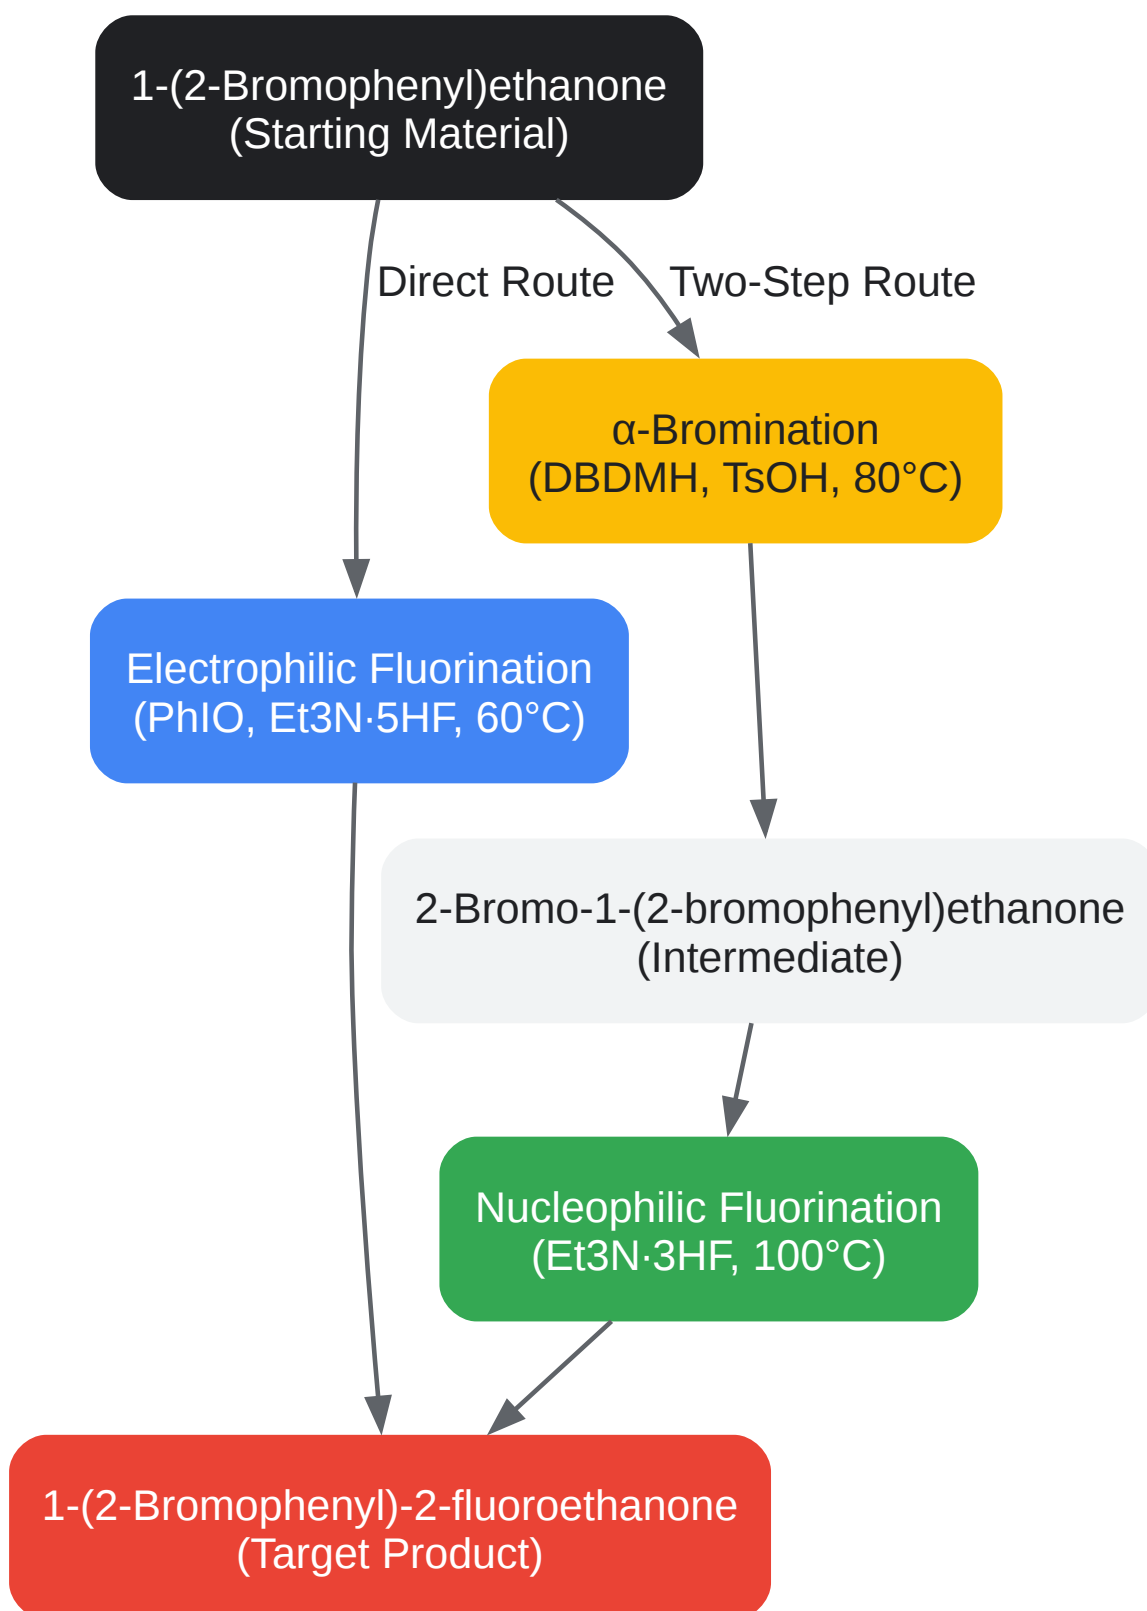 1-(2-Bromophenyl)ethanone
(Starting Material)
Direct Route
Two-Step Route
α-Bromination
(DBDMH, TsOH, 80°C)
Electrophilic Fluorination
(PhIO, Et3N·5HF, 60°C)
2-Bromo-1-(2-bromophenyl)ethanone
(Intermediate)
Nucleophilic Fluorination
(Et3N·3HF, 100°C)
1-(2-Bromophenyl)-2-fluoroethanone
(Target Product)